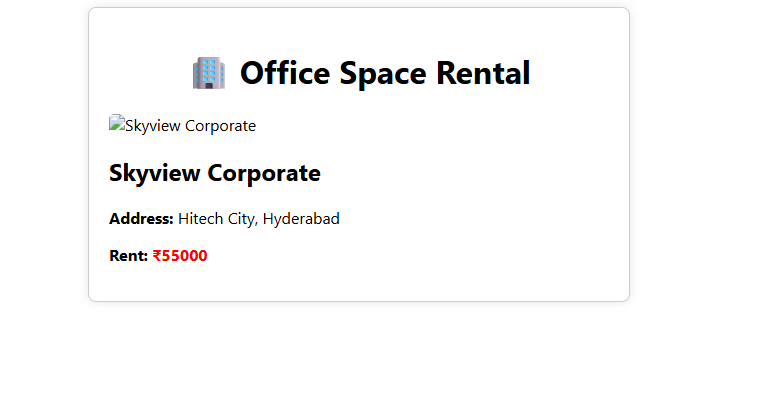 🏢 Office Space Rental
Skyview Corporate
Skyview Corporate
Address: Hitech City, Hyderabad
Rent: ₹55000